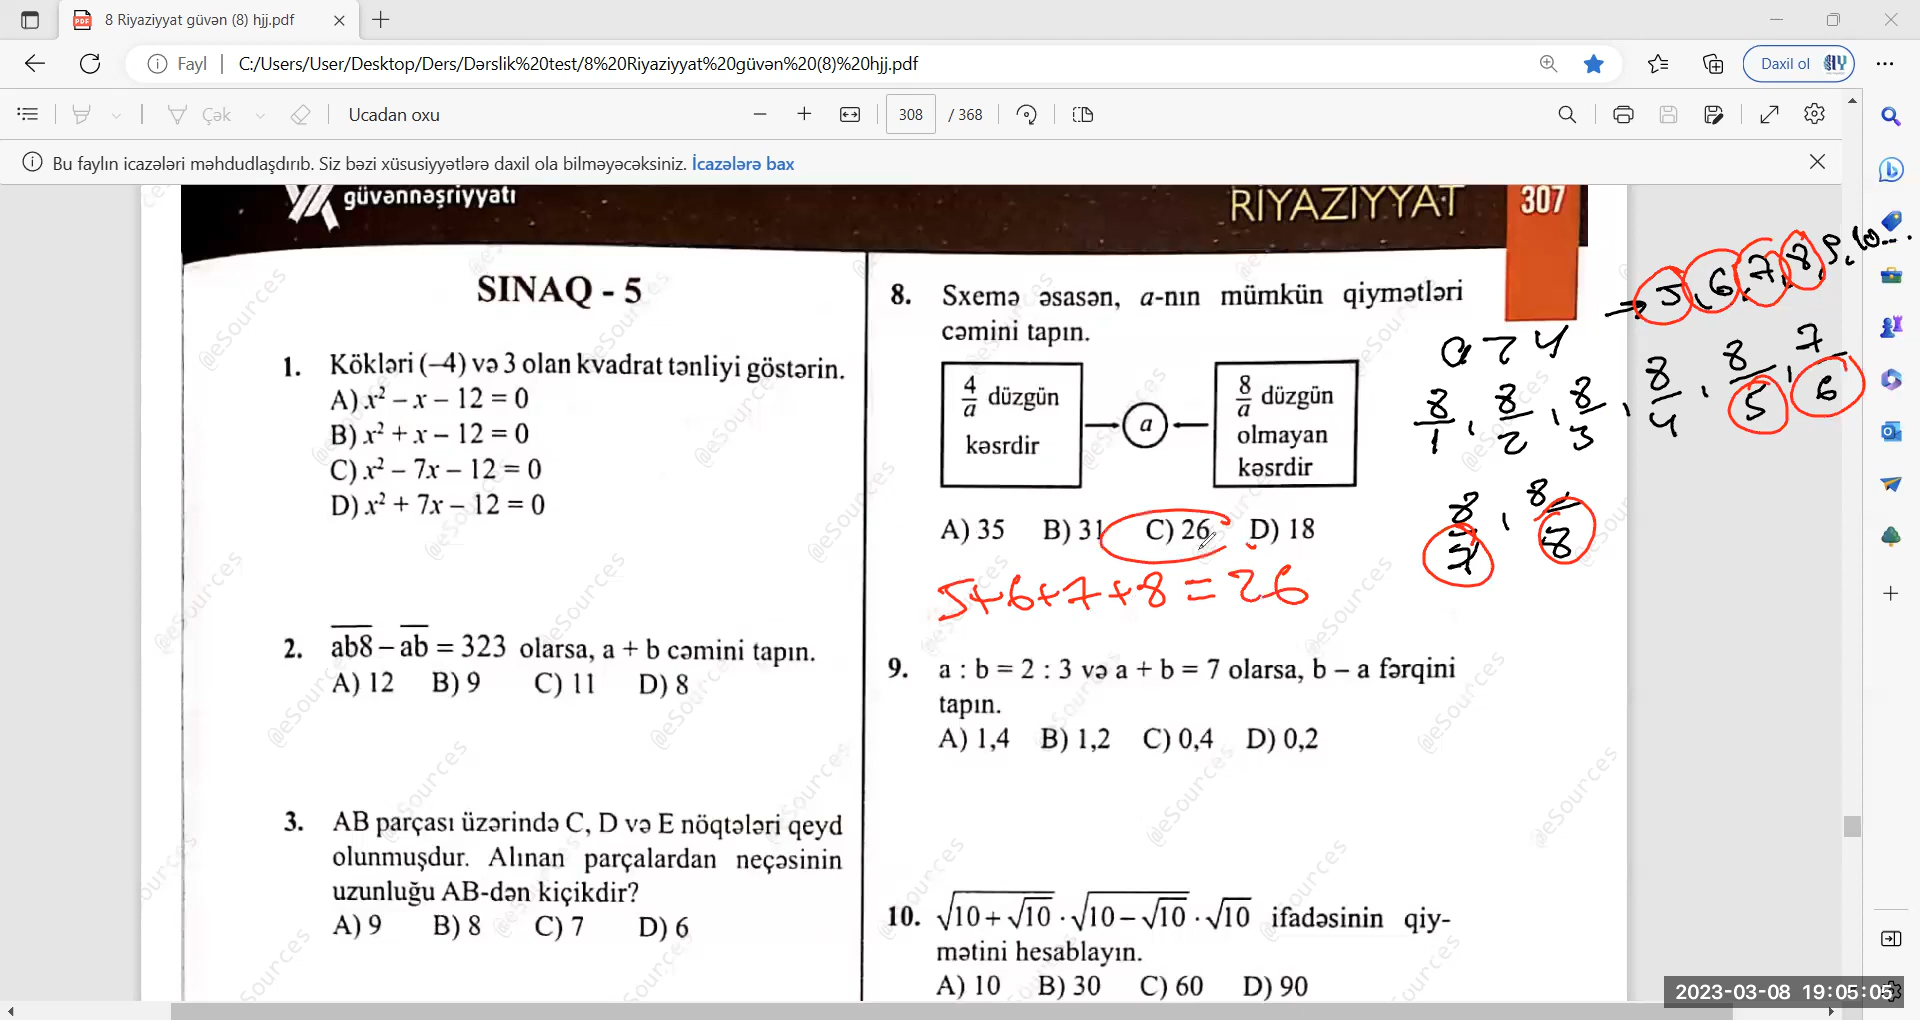 8 Riyaziyyat güvən (8) hjj.pdf
Fayl
C:/Users/User/Desktop/Ders/Dərslik%20test/8%20Riyaziyyat%20güvən%20(8)%20hjj.pdf
Daxil ol
Çək
Ucadan oxu
308 / 368
Bu faylın icazələri məhdudlaşdırıb. Siz bəzi xüsusiyyətlərə daxil ola bilməyəcəksiniz. İcazələrə bax
güvənnəşriyyatı
RİYAZİYYAT 307
SINAQ - 5
1. Kökləri (–4) və 3 olan kvadrat tənliyi göstərin.
A) x² – x – 12 = 0
B) x² + x – 12 = 0
C) x² – 7x – 12 = 0
D) x² + 7x – 12 = 0
2. ab8 – ab = 323 olarsa, a + b cəmini tapın.
A) 12 B) 9 C) 11 D) 8
3. AB parçası üzərində C, D və E nöqtələri qeyd
olunmuşdur. Alınan parçalardan neçəsinin
uzunluğu AB-dən kiçikdir?
A) 9 B) 8 C) 7 D) 6
8. Sxemə əsasən, a-nın mümkün qiymətləri
cəmini tapın.
4/a düzgün
kəsrdir
a
8/a düzgün
olmayan
kəsrdir
A) 35 B) 31 C) 26 D) 18
5+6+7+8=26
a > 4 ⇒ 5, 6, 7, 8, 9, 10...
8/1, 8/2, 8/3, 8/4, 8/5, 7/6
8/7, 8/8
9. a : b = 2 : 3 və a + b = 7 olarsa, b – a fərqini
tapın.
A) 1,4 B) 1,2 C) 0,4 D) 0,2
10. √(10 + √10) · √(10 – √10) · √10 ifadəsinin qiy-
mətini hesablayın.
A) 10 B) 30 C) 60 D) 90
@eSources
2023-03-08 19:05:05